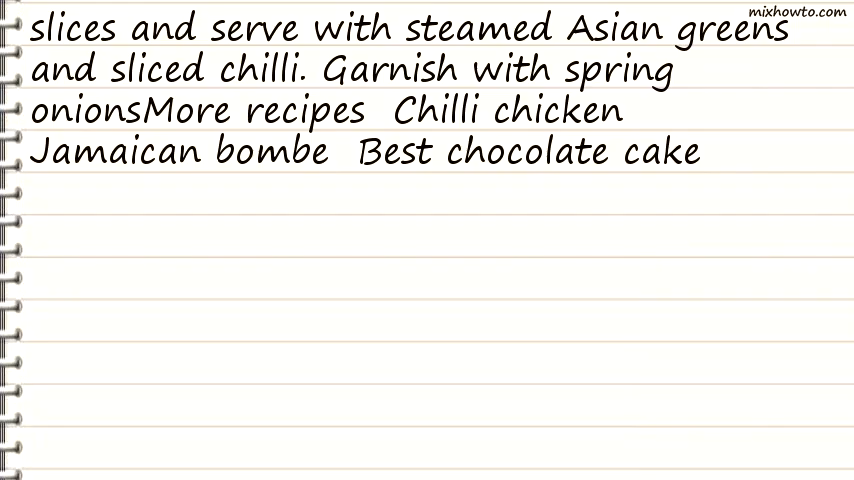 mixhowto.com
slices and serve with steamed Asian greens
and sliced chilli. Garnish with spring
onionsMore recipes  Chilli chicken
Jamaican bombe  Best chocolate cake